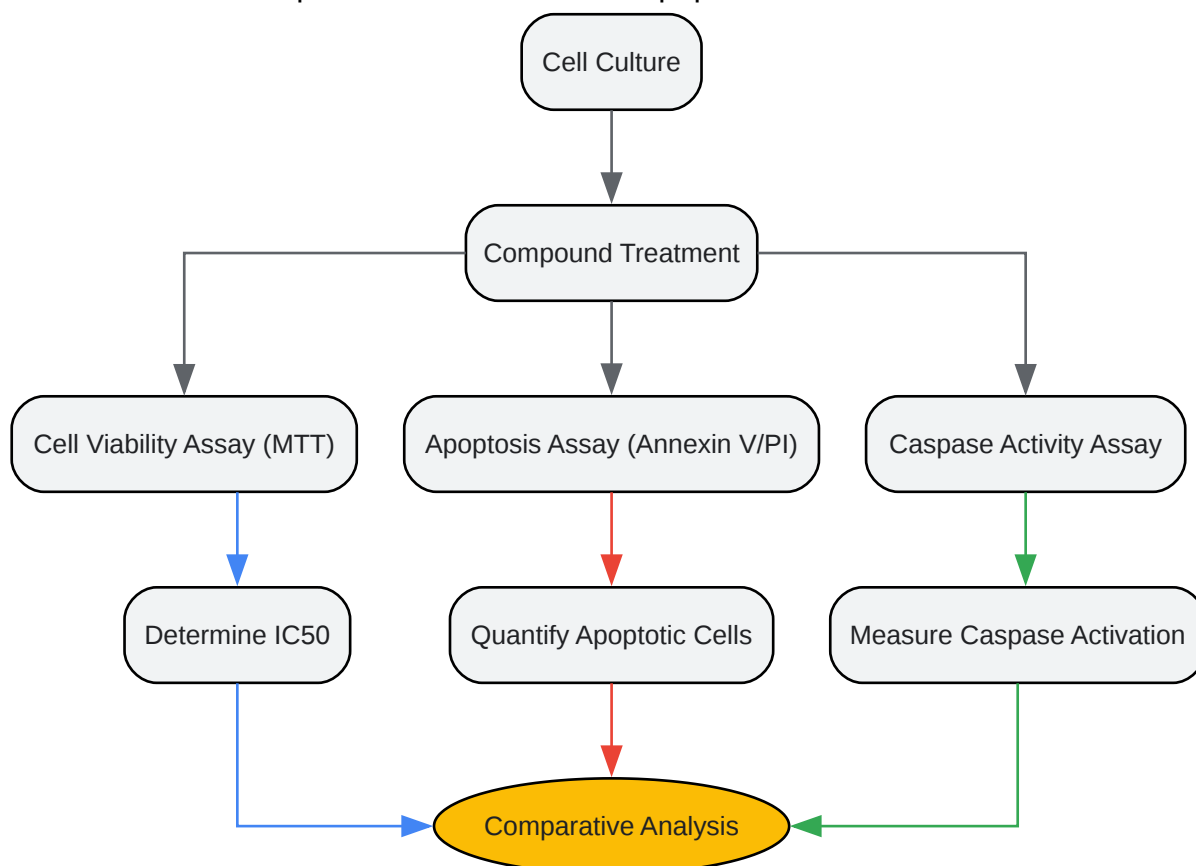 Cell Culture
Compound Treatment
Cell Viability Assay (MTT)
Apoptosis Assay (Annexin V/PI)
Caspase Activity Assay
Determine IC50
Quantify Apoptotic Cells
Measure Caspase Activation
Comparative Analysis